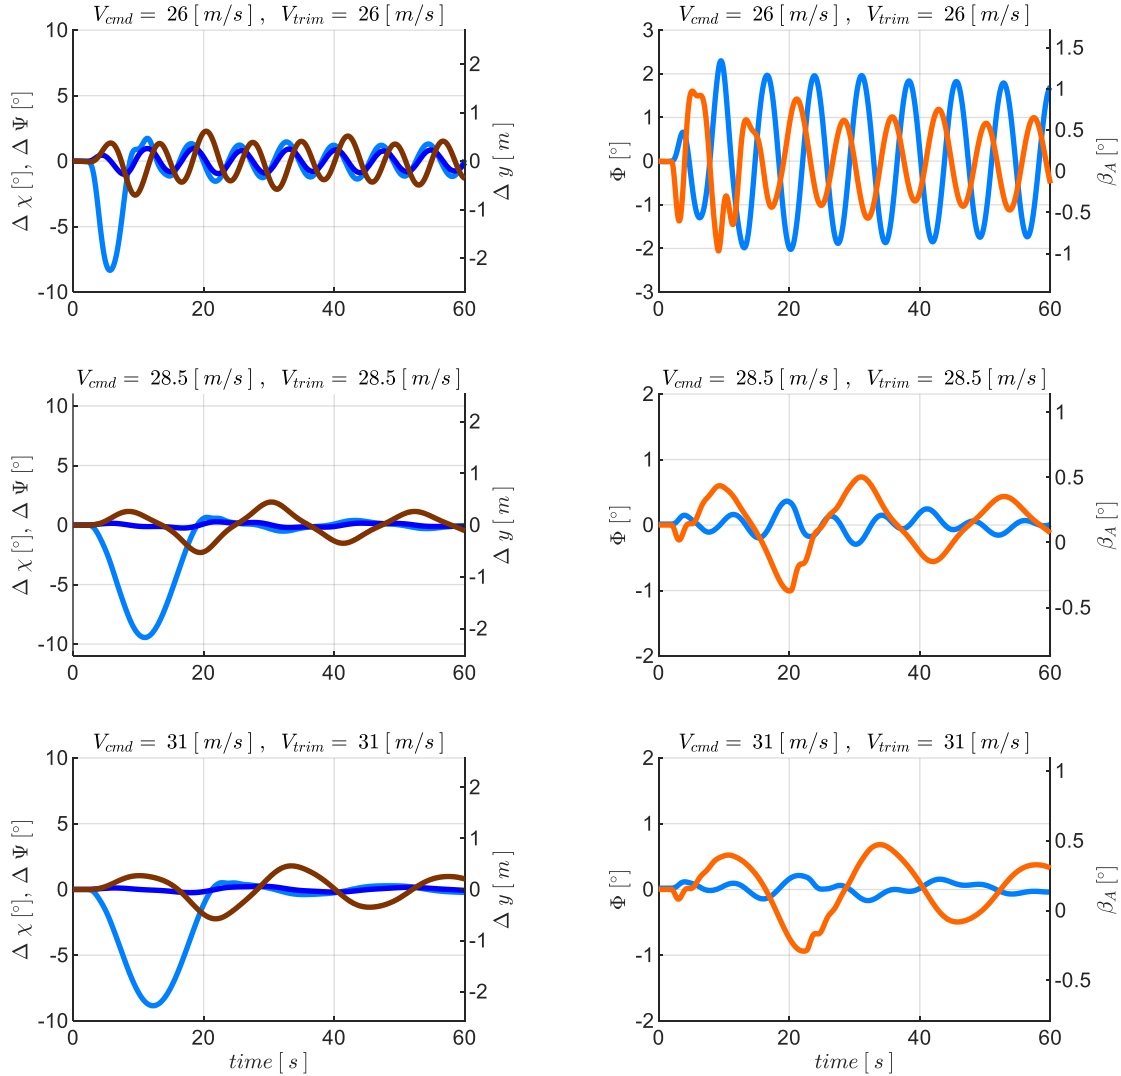 V_cmd = 26 [ m/s ] ,  V_trim = 26 [ m/s ]
10
5
0
-5
-10
Δ χ [°], Δ Ψ [°]
2
1
0
-1
-2
Δ y [ m ]
0 20 40 60
V_cmd = 26 [ m/s ] ,  V_trim = 26 [ m/s ]
3
2
1
0
-1
-2
-3
Φ [°]
1.5
1
0.5
0
-0.5
-1
β_A [°]
0 20 40 60
V_cmd = 28.5 [ m/s ] ,  V_trim = 28.5 [ m/s ]
10
5
0
-5
-10
Δ χ [°], Δ Ψ [°]
2
1
0
-1
-2
Δ y [ m ]
0 20 40 60
V_cmd = 28.5 [ m/s ] ,  V_trim = 28.5 [ m/s ]
2
1
0
-1
-2
Φ [°]
1
0.5
0
-0.5
β_A [°]
0 20 40 60
V_cmd = 31 [ m/s ] ,  V_trim = 31 [ m/s ]
10
5
0
-5
-10
Δ χ [°], Δ Ψ [°]
2
1
0
-1
-2
Δ y [ m ]
0 20 40 60
time [ s ]
V_cmd = 31 [ m/s ] ,  V_trim = 31 [ m/s ]
2
1
0
-1
-2
Φ [°]
1
0.5
0
-0.5
β_A [°]
0 20 40 60
time [ s ]